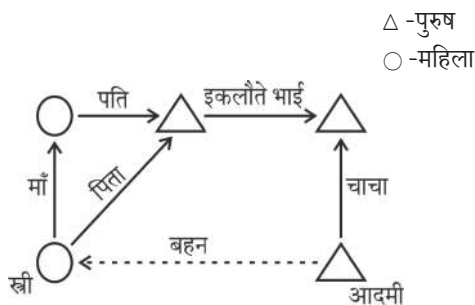 △ -पुरुष
○ -महिला
पति
इकलौते भाई
माँ
पिता
चाचा
बहन
स्त्री
आदमी